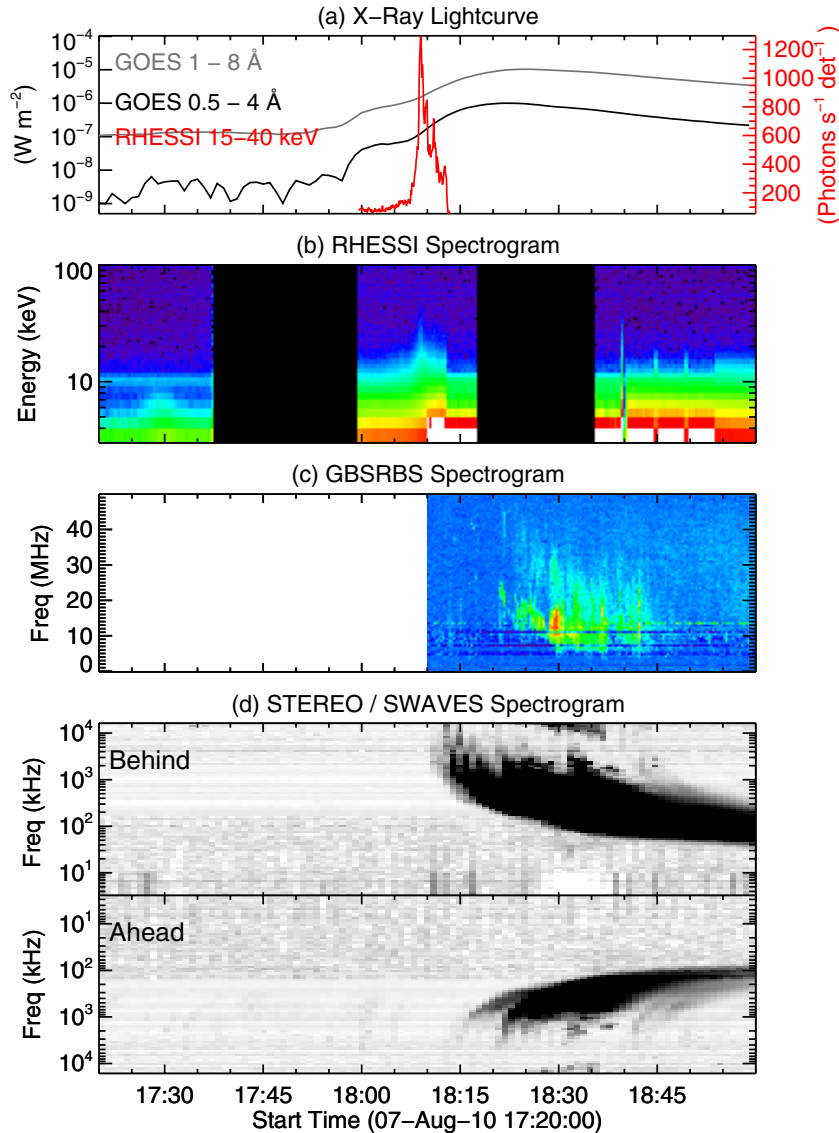 (a) X-Ray Lightcurve
10⁻⁴
10⁻⁵
10⁻⁶
10⁻⁷
10⁻⁸
10⁻⁹
(W m⁻²)
GOES 1 - 8 Å
GOES 0.5 - 4 Å
RHESSI 15-40 keV
1200
1000
800
600
400
200
(Photons s⁻¹ det⁻¹)
(b) RHESSI Spectrogram
100
10
Energy (keV)
(c) GBSRBS Spectrogram
40
30
20
10
0
Freq (MHz)
(d) STEREO / SWAVES Spectrogram
Behind
10⁴
10³
10²
10¹
Freq (kHz)
Ahead
10¹
10²
10³
10⁴
Freq (kHz)
17:30 17:45 18:00 18:15 18:30 18:45
Start Time (07-Aug-10 17:20:00)